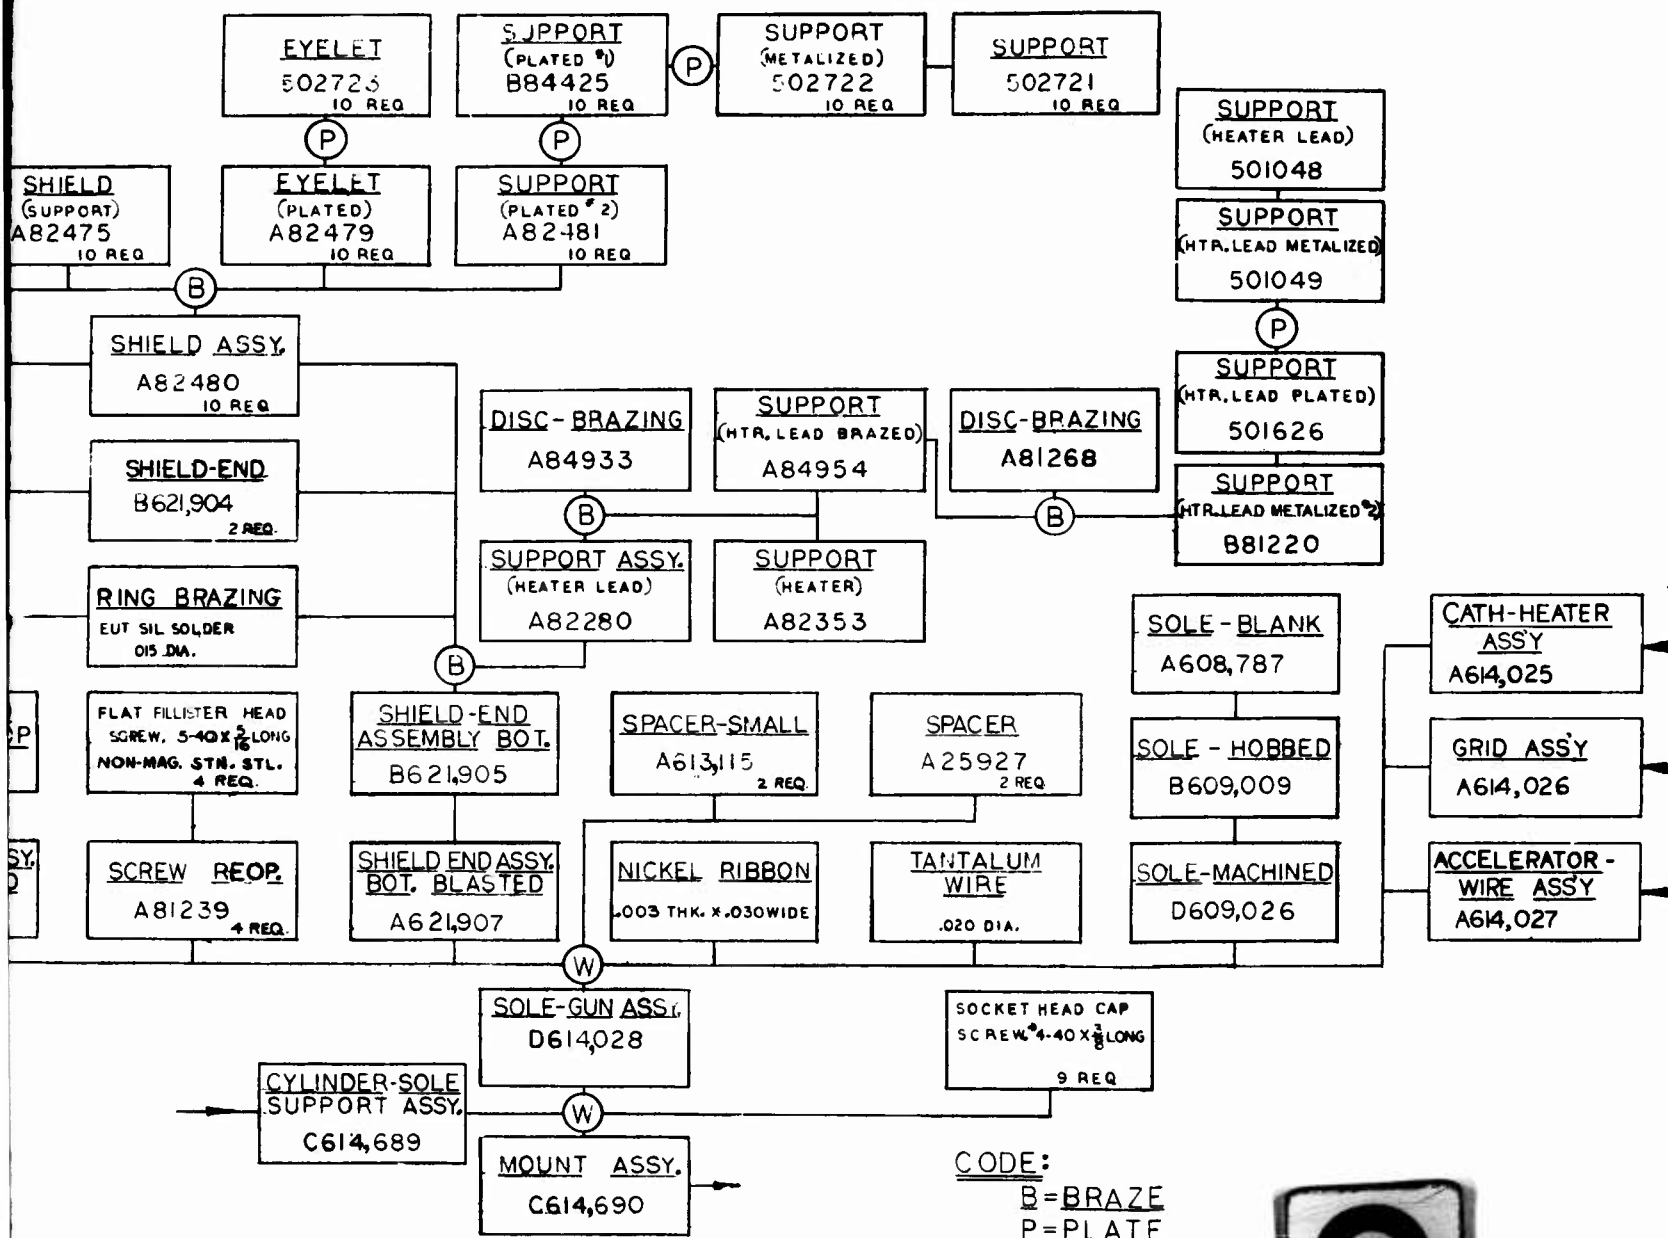 EYELET
502723
10 REQ
P
SUPPORT
(PLATED #1)
B84425
10 REQ
P
P
SUPPORT
(METALIZED)
502722
10 REQ
SUPPORT
502721
10 REQ
SUPPORT
(HEATER LEAD)
501048
SHIELD
(SUPPORT)
A82475
10 REQ
EYELET
(PLATED)
A82479
10 REQ
SUPPORT
(PLATED #2)
A82481
10 REQ
SUPPORT
(HTR. LEAD METALIZED)
501049
B
P
SHIELD ASSY.
A82480
10 REQ
SUPPORT
(HTR. LEAD PLATED)
501626
DISC-BRAZING
A84933
SUPPORT
(HTR. LEAD BRAZED)
A84954
DISC-BRAZING
A81268
SHIELD-END
B621,904
2 REQ.
SUPPORT
(HTR. LEAD METALIZED #2)
B81220
B
B
SUPPORT ASSY.
(HEATER LEAD)
A82280
SUPPORT
(HEATER)
A82353
RING BRAZING
EUT SIL SOLDER
015 DIA.
B
SOLE-BLANK
A608,787
CATH-HEATER
ASS'Y
A614,025
P
FLAT FILLISTER HEAD
SCREW. 5-40 X 5/16 LONG
NON-MAG. STN. STL.
4 REQ.
SHIELD-END
ASSEMBLY BOT.
B621,905
SPACER-SMALL
A613,115
2 REQ.
SPACER
A25927
2 REQ
SOLE-HOBBED
B609,009
GRID ASS'Y
A614,026
SY.
SCREW REOP.
A81239
4 REQ.
SHIELD END ASSY.
BOT. BLASTED
A621,907
NICKEL RIBBON
.003 THK. X .030 WIDE
TANTALUM
WIRE
.020 DIA.
SOLE-MACHINED
D609,026
ACCELERATOR-
WIRE ASS'Y
A614,027
W
SOLE-GUN ASSY.
D614,028
SOCKET HEAD CAP
SCREW #4-40 X 3/8 LONG
9 REQ
CYLINDER-SOLE
SUPPORT ASSY.
C614,689
W
MOUNT ASSY.
C614,690
CODE:
B=BRAZE
P=PLATE